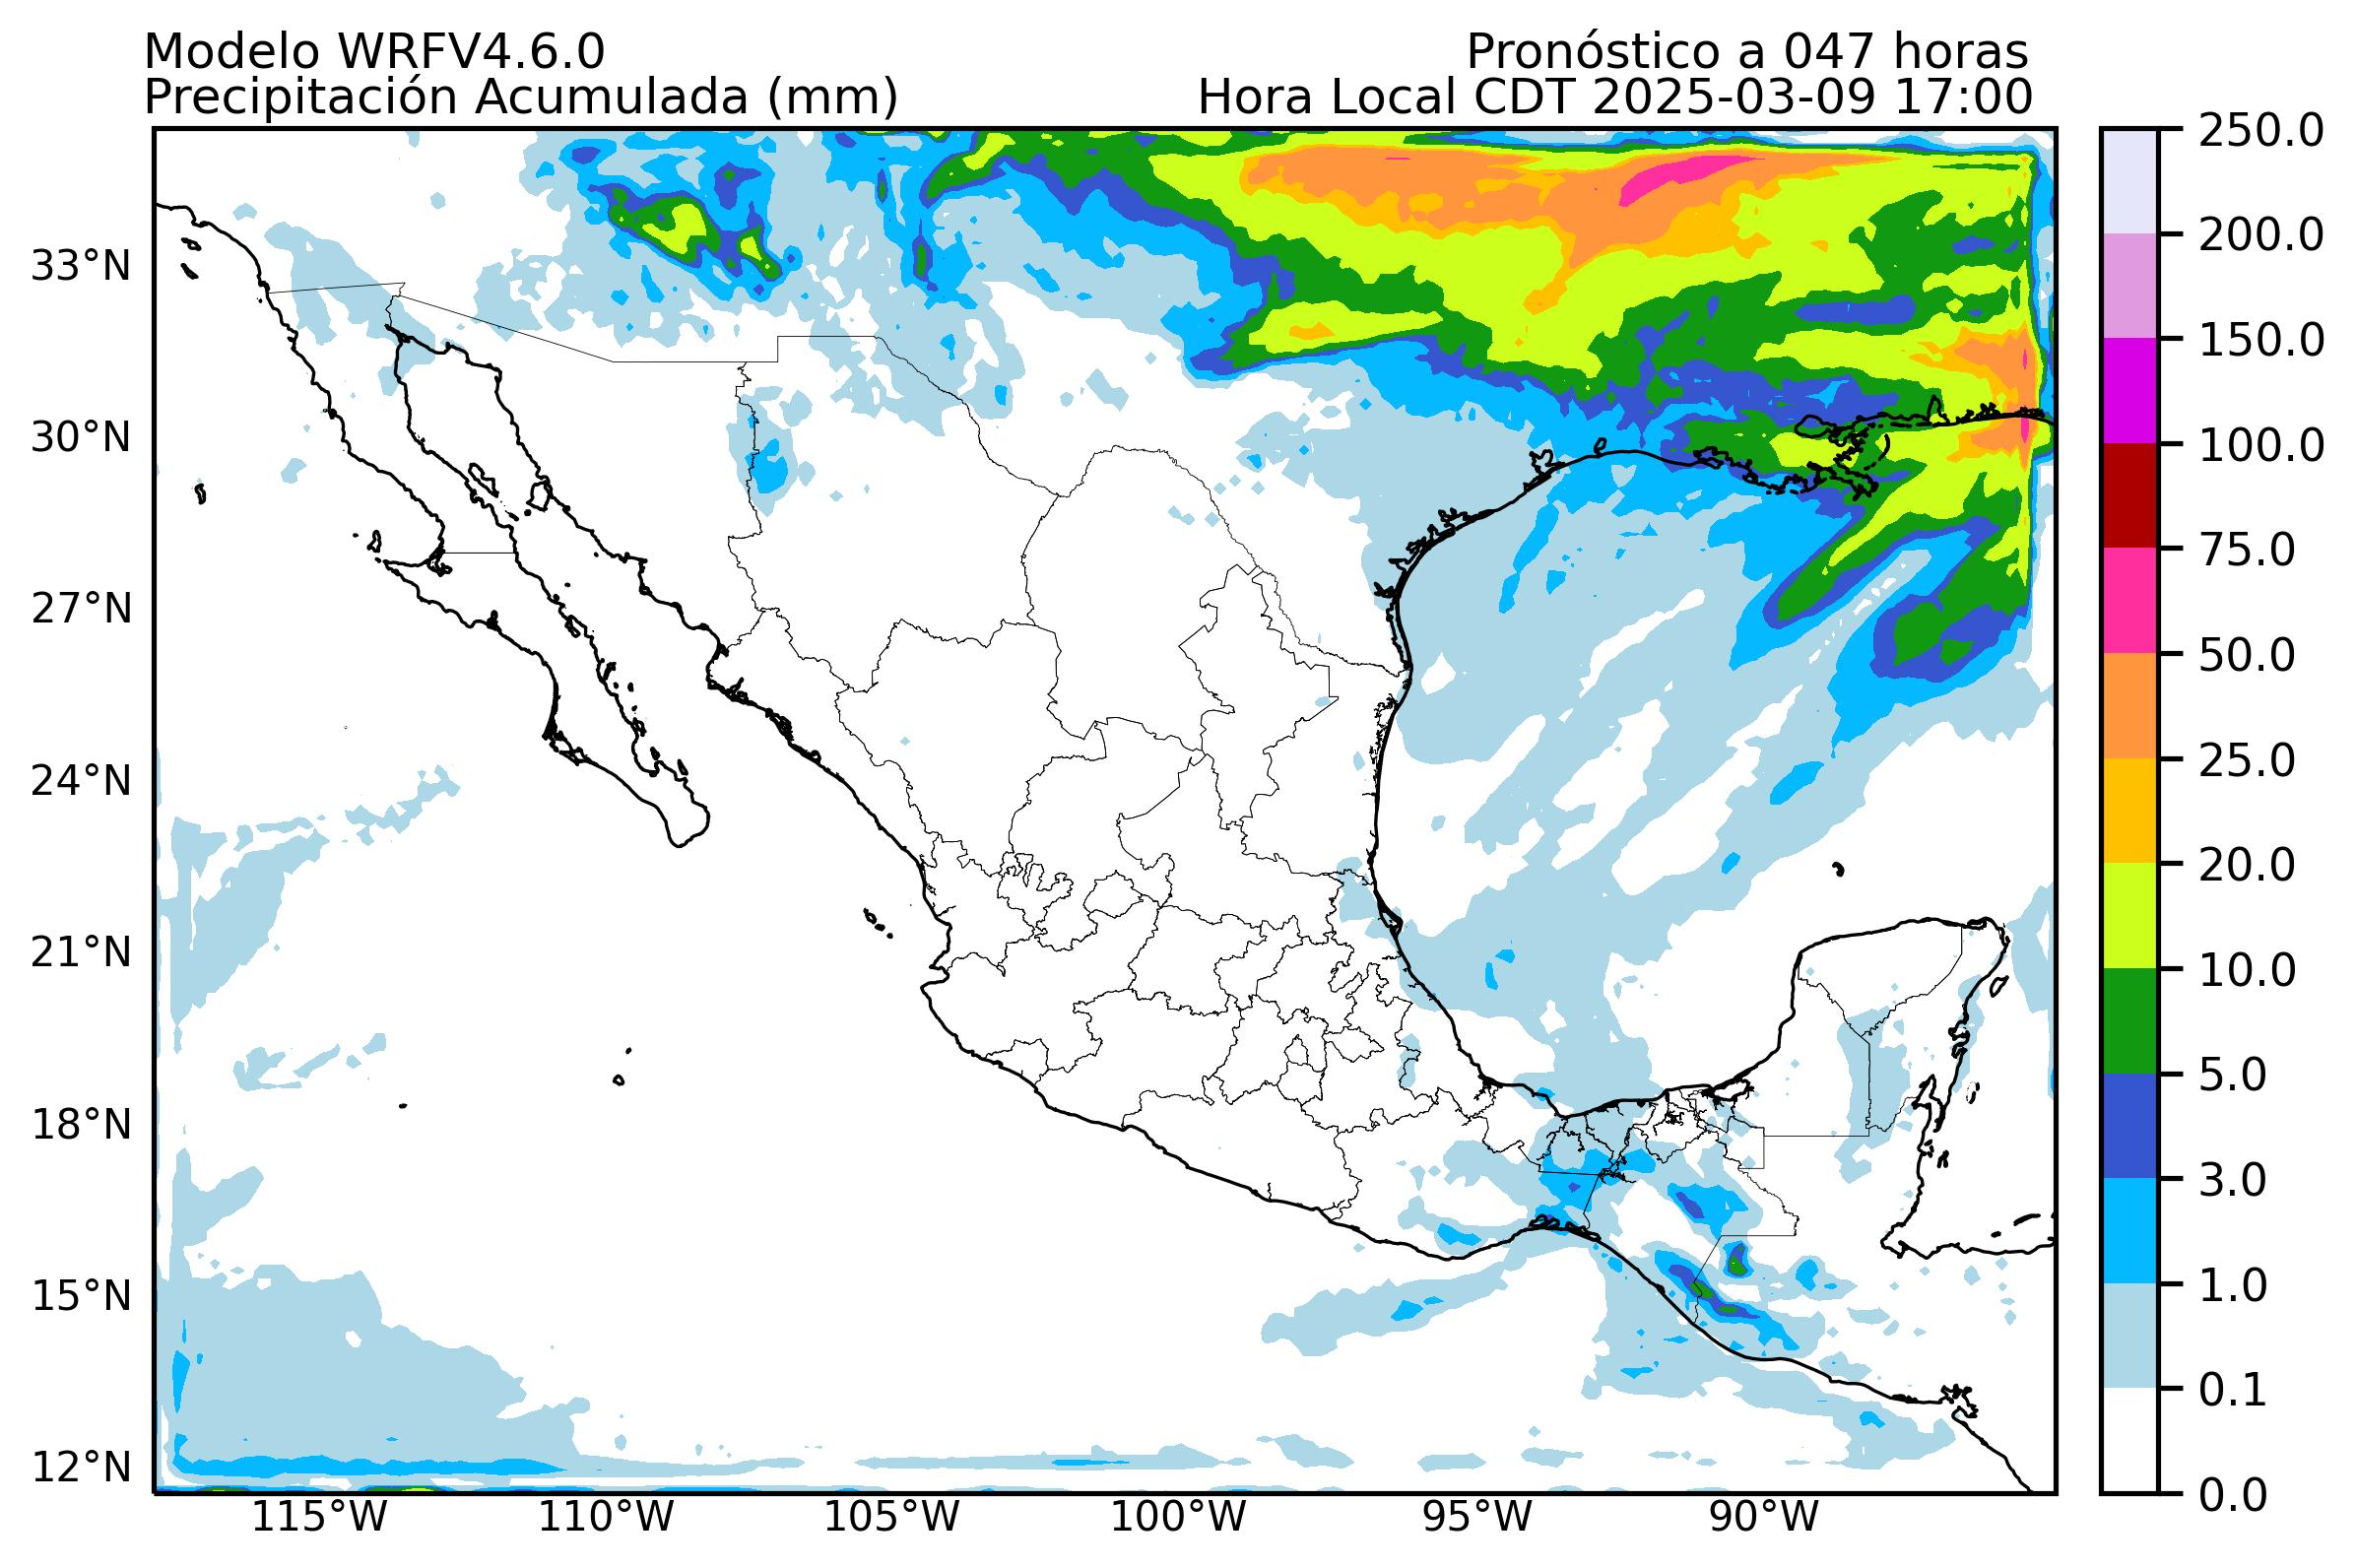 Modelo WRFV4.6.0
Pronóstico a 047 horas
Precipitación Acumulada (mm)
Hora Local CDT 2025-03-09 17:00
33°N
30°N
27°N
24°N
21°N
18°N
15°N
12°N
115°W
110°W
105°W
100°W
95°W
90°W
250.0
200.0
150.0
100.0
75.0
50.0
25.0
20.0
10.0
5.0
3.0
1.0
0.1
0.0